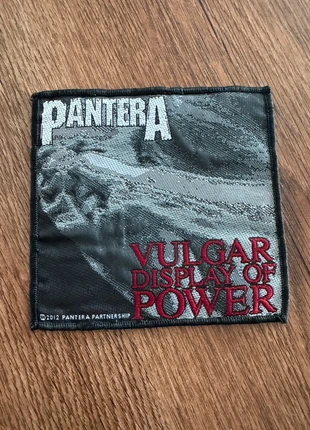 PANTERA
VULGAR
DISPLAY OF
POWER
℗2012 PANTERA PARTNERSHIP